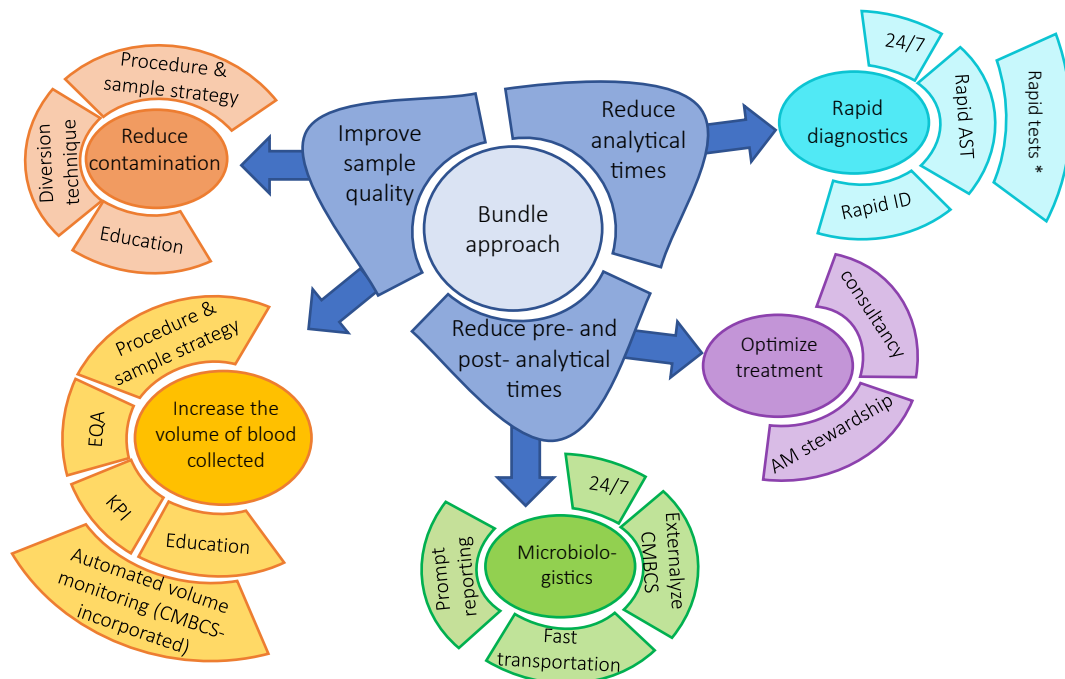 Procedure &
sample strategy
Diversion
technique
Reduce
contamination
Education
Improve
sample
quality
Reduce
analytical
times
Bundle
approach
Reduce pre- and
post- analytical
times
24/7
Rapid
diagnostics
Rapid AST
Rapid tests *
Rapid ID
consultancy
Optimize
treatment
AM stewardship
Procedure &
sample strategy
EQA
Increase the
volume of blood
collected
KPI
Education
Automated volume
monitoring (CMBCS-
incorporated)
24/7
Prompt
reporting
Microbiolo-
gistics
Externalyze
CMBCS
Fast
transportation